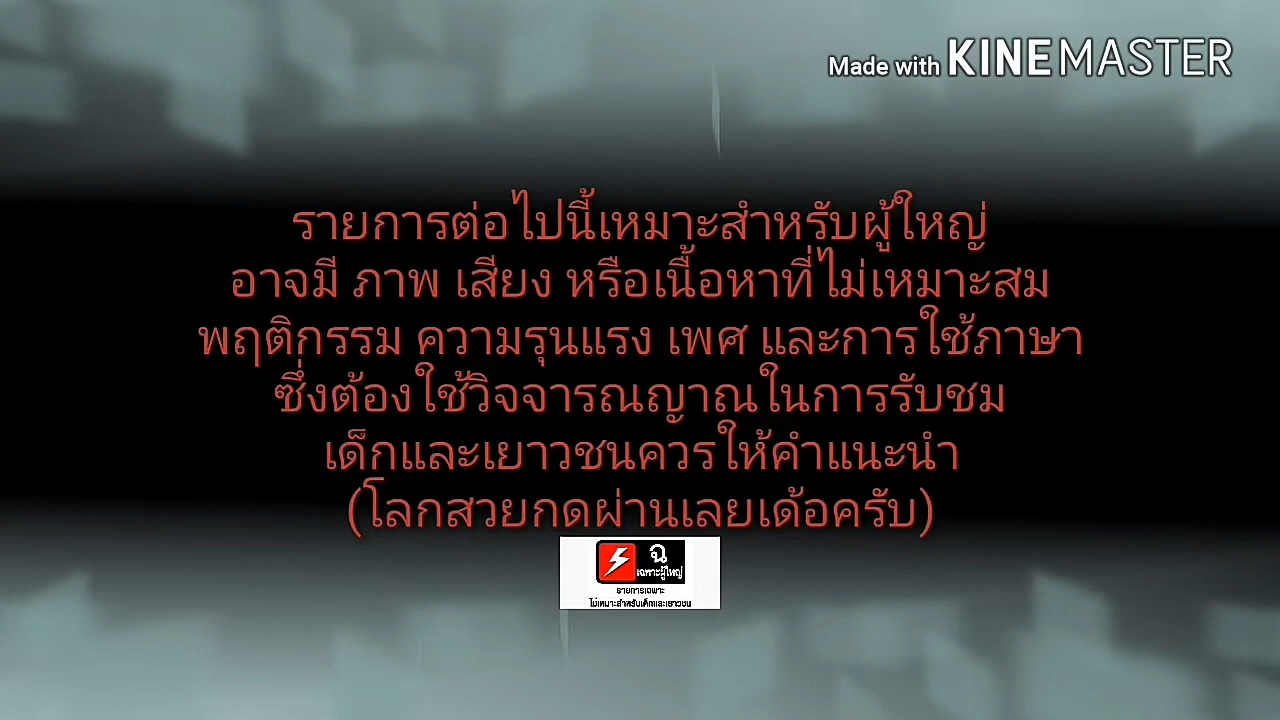 Made with KINEMASTER
รายการต่อไปนี้เหมาะสำหรับผู้ใหญ่
อาจมี ภาพ เสียง หรือเนื้อหาที่ไม่เหมาะสม
พฤติกรรม ความรุนแรง เพศ และการใช้ภาษา
ซึ่งต้องใช้วิจจารณญาณในการรับชม
เด็กและเยาวชนควรให้คำแนะนำ
(โลกสวยกดผ่านเลยเด้อครับ)
ฉ
เฉพาะผู้ใหญ่
รายการเฉพาะ
ไม่เหมาะสำหรับเด็กและเยาวชน